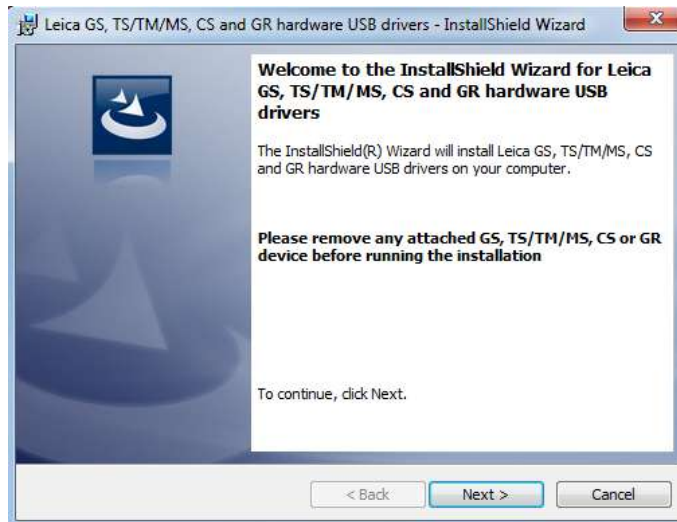 Leica GS, TS/TM/MS, CS and GR hardware USB drivers - InstallShield Wizard
Welcome to the InstallShield Wizard for Leica
GS, TS/TM/MS, CS and GR hardware USB
drivers
The InstallShield(R) Wizard will install Leica GS, TS/TM/MS, CS
and GR hardware USB drivers on your computer.
Please remove any attached GS, TS/TM/MS, CS or GR
device before running the installation
To continue, click Next.
< Back Next > Cancel